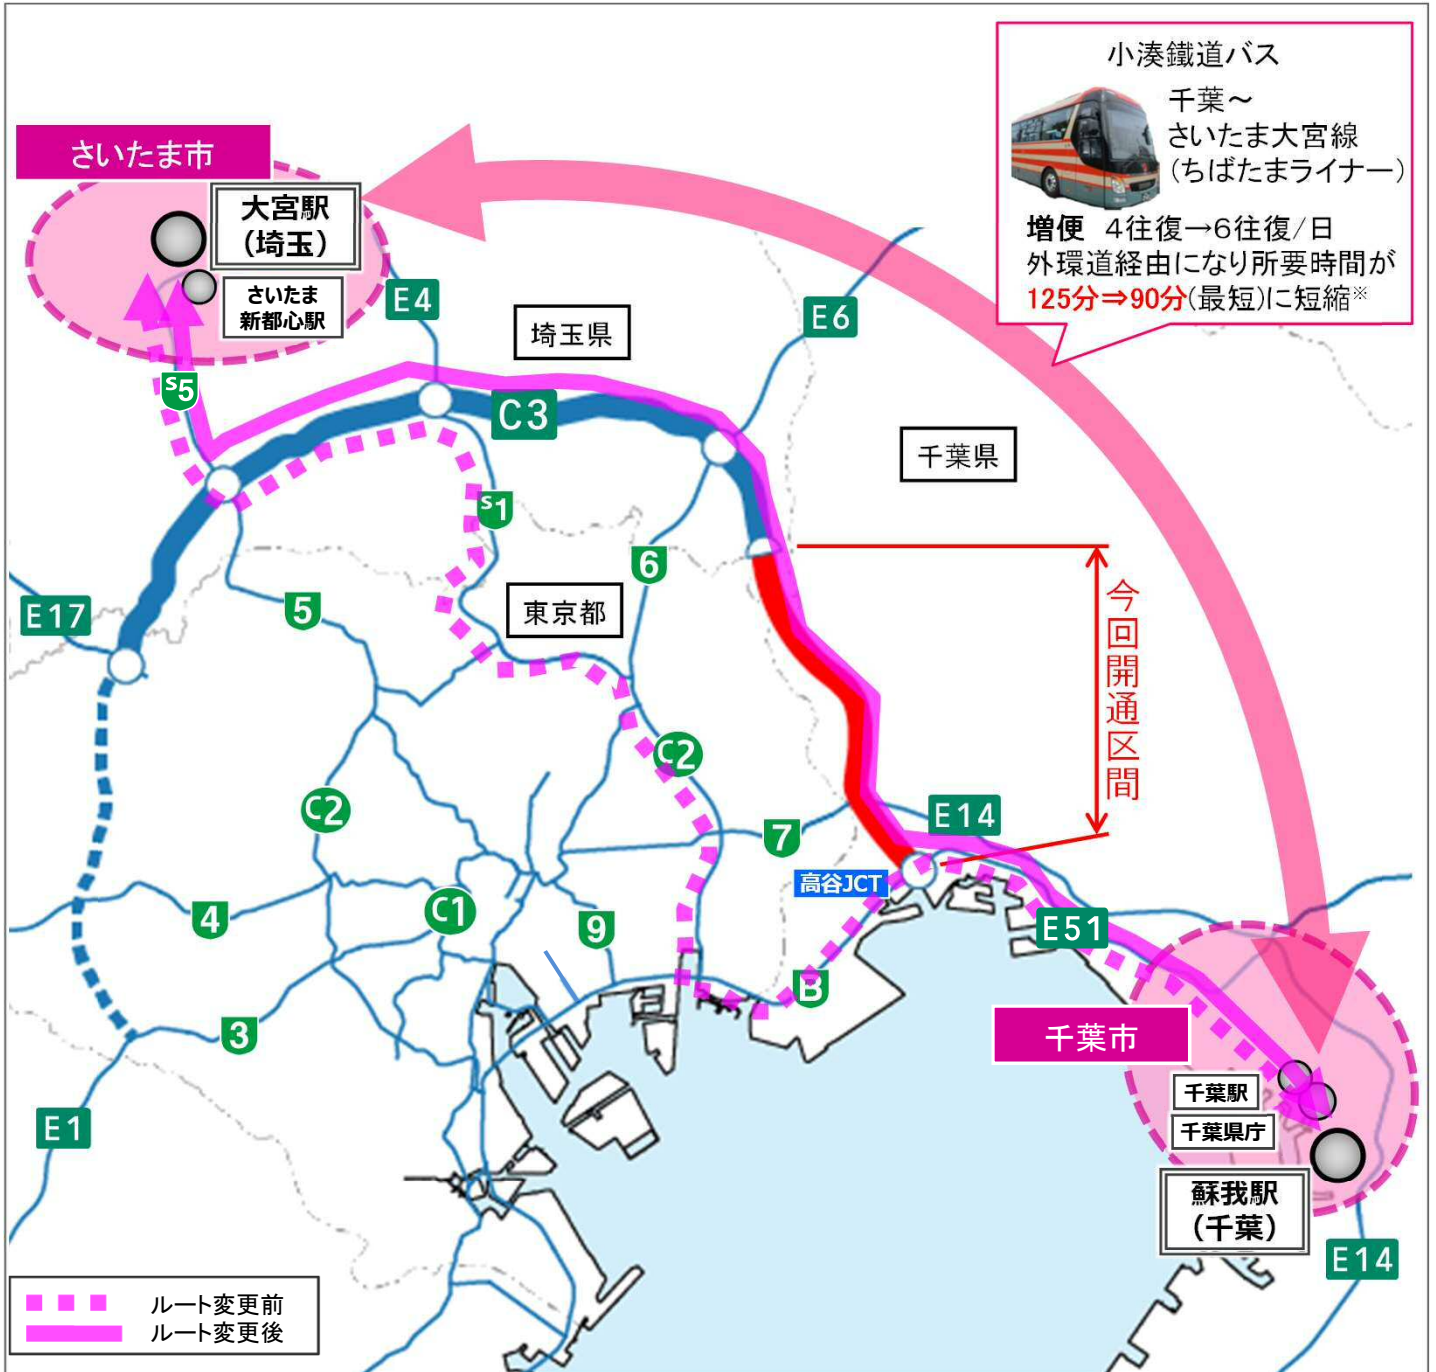 小湊鐵道バス
千葉～
さいたま大宮線
(ちばたまライナー)
増便 4往復→6往復/日
外環道経由になり所要時間が
125分⇒90分(最短)に短縮※
さいたま市
大宮駅
(埼玉)
さいたま
新都心駅
E4
埼玉県
E6
S5
C3
千葉県
S1
6
今回開通区間
E17
5
東京都
C2
C2
7
E14
高谷JCT
4
C1
9
E51
B
3
千葉市
千葉駅
千葉県庁
E1
蘇我駅
(千葉)
E14
ルート変更前
ルート変更後